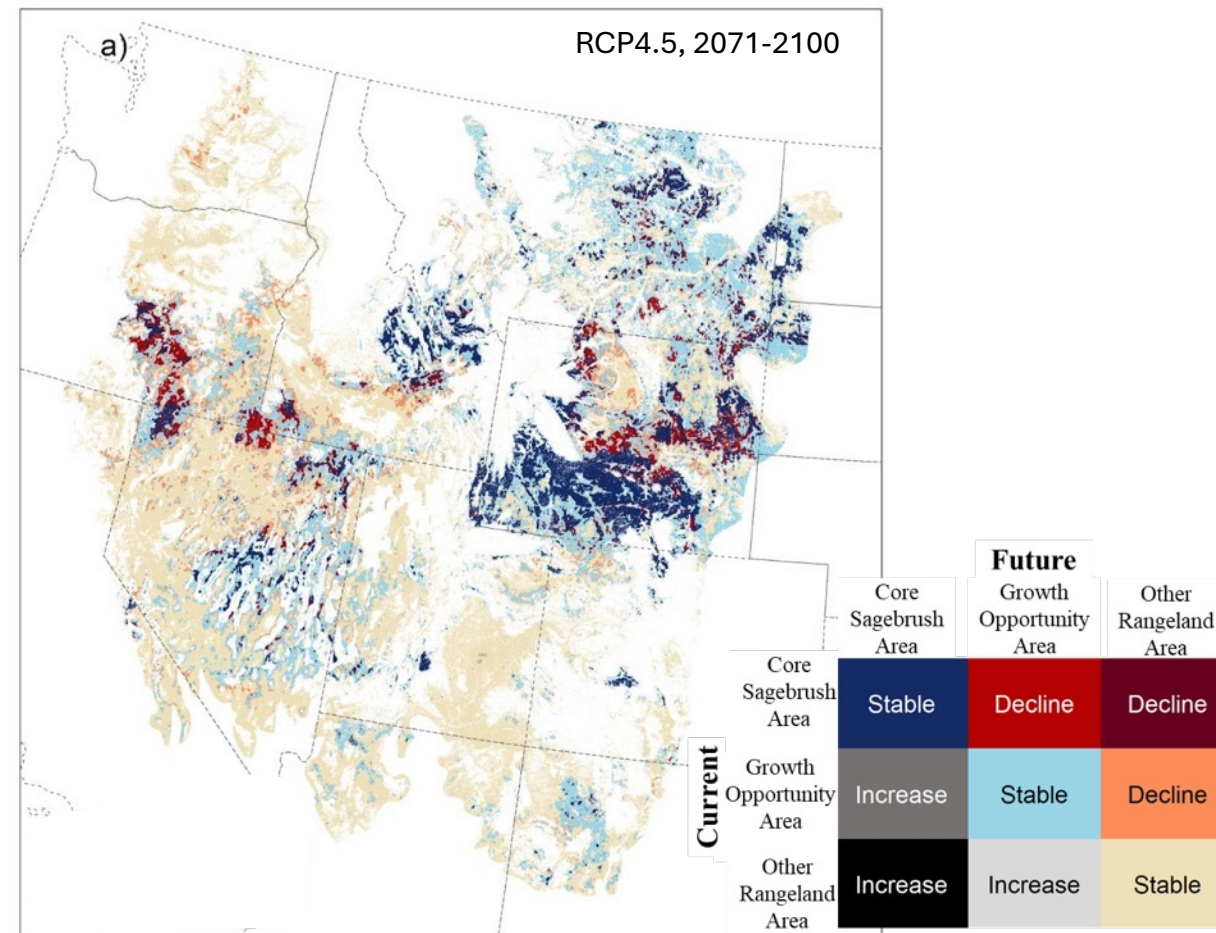 a)
RCP4.5, 2071-2100
Future
Core
Sagebrush
Area
Growth
Opportunity
Area
Other
Rangeland
Area
Current
Core
Sagebrush
Area
Stable
Decline
Decline
Growth
Opportunity
Area
Increase
Stable
Decline
Other
Rangeland
Area
Increase
Increase
Stable